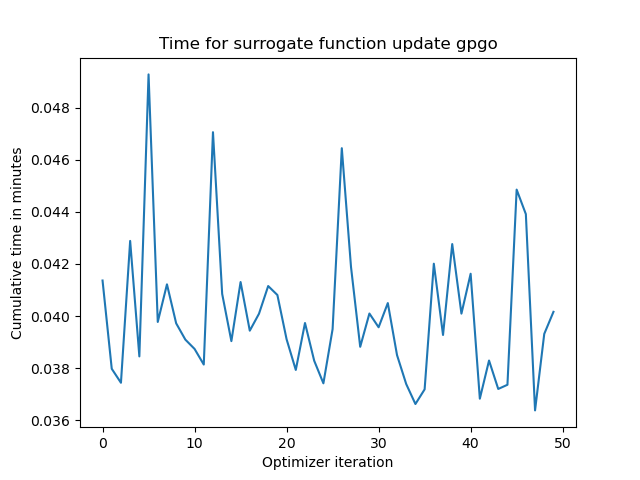 Time for surrogate function update gpgo
0.048
0.046
0.044
0.042
0.040
0.038
0.036
Cumulative time in minutes
0 10 20 30 40 50
Optimizer iteration